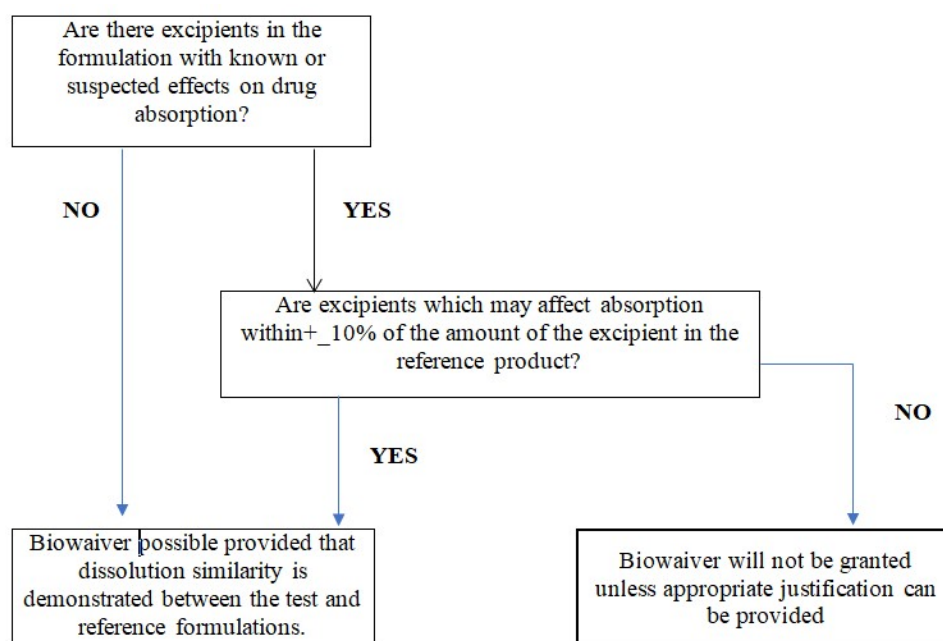 Are there excipients in the
formulation with known or
suspected effects on drug
absorption?
NO
YES
Are excipients which may affect absorption
within+_10% of the amount of the excipient in the
reference product?
NO
YES
Biowaiver possible provided that
dissolution similarity is
demonstrated between the test and
reference formulations.
Biowaiver will not be granted
unless appropriate justification can
be provided